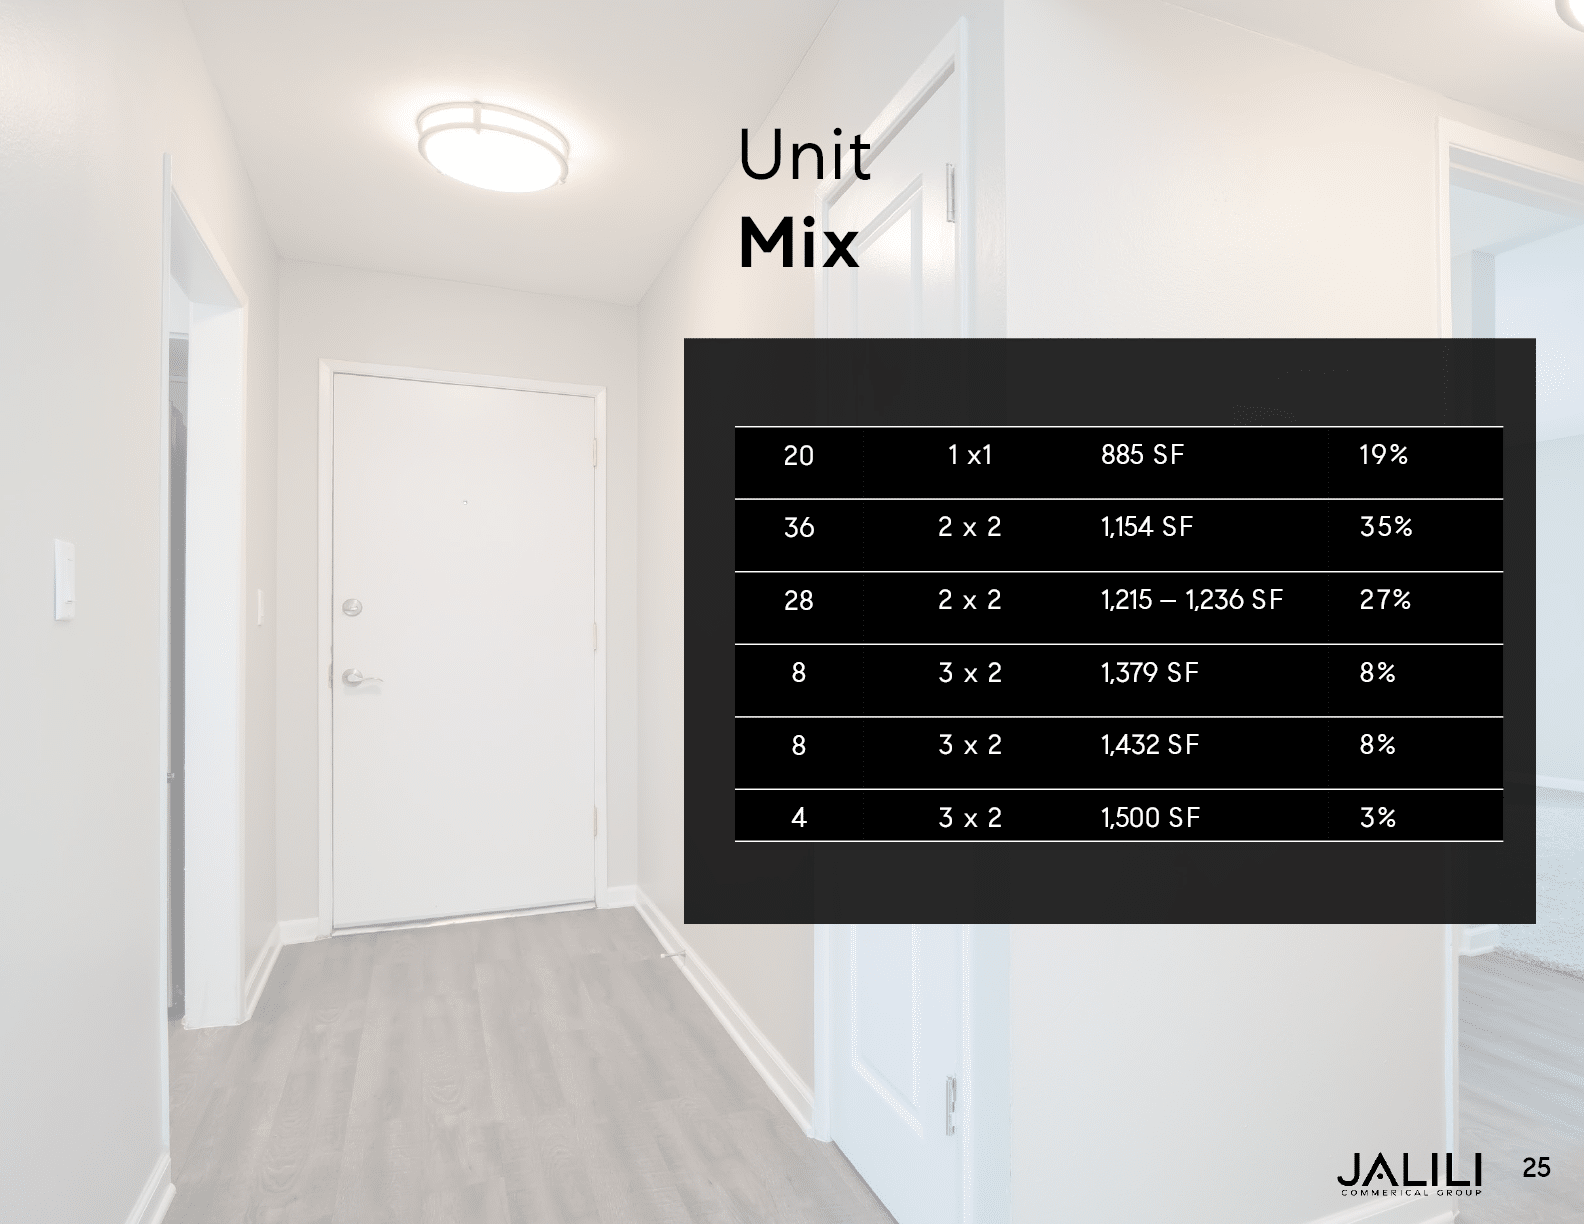 Unit
Mix
20 1 x1 885 SF 19%
36 2 x 2 1,154 SF 35%
28 2 x 2 1,215 – 1,236 SF 27%
8 3 x 2 1,379 SF 8%
8 3 x 2 1,432 SF 8%
4 3 x 2 1,500 SF 3%
JALILI 25
COMMERICAL GROUP